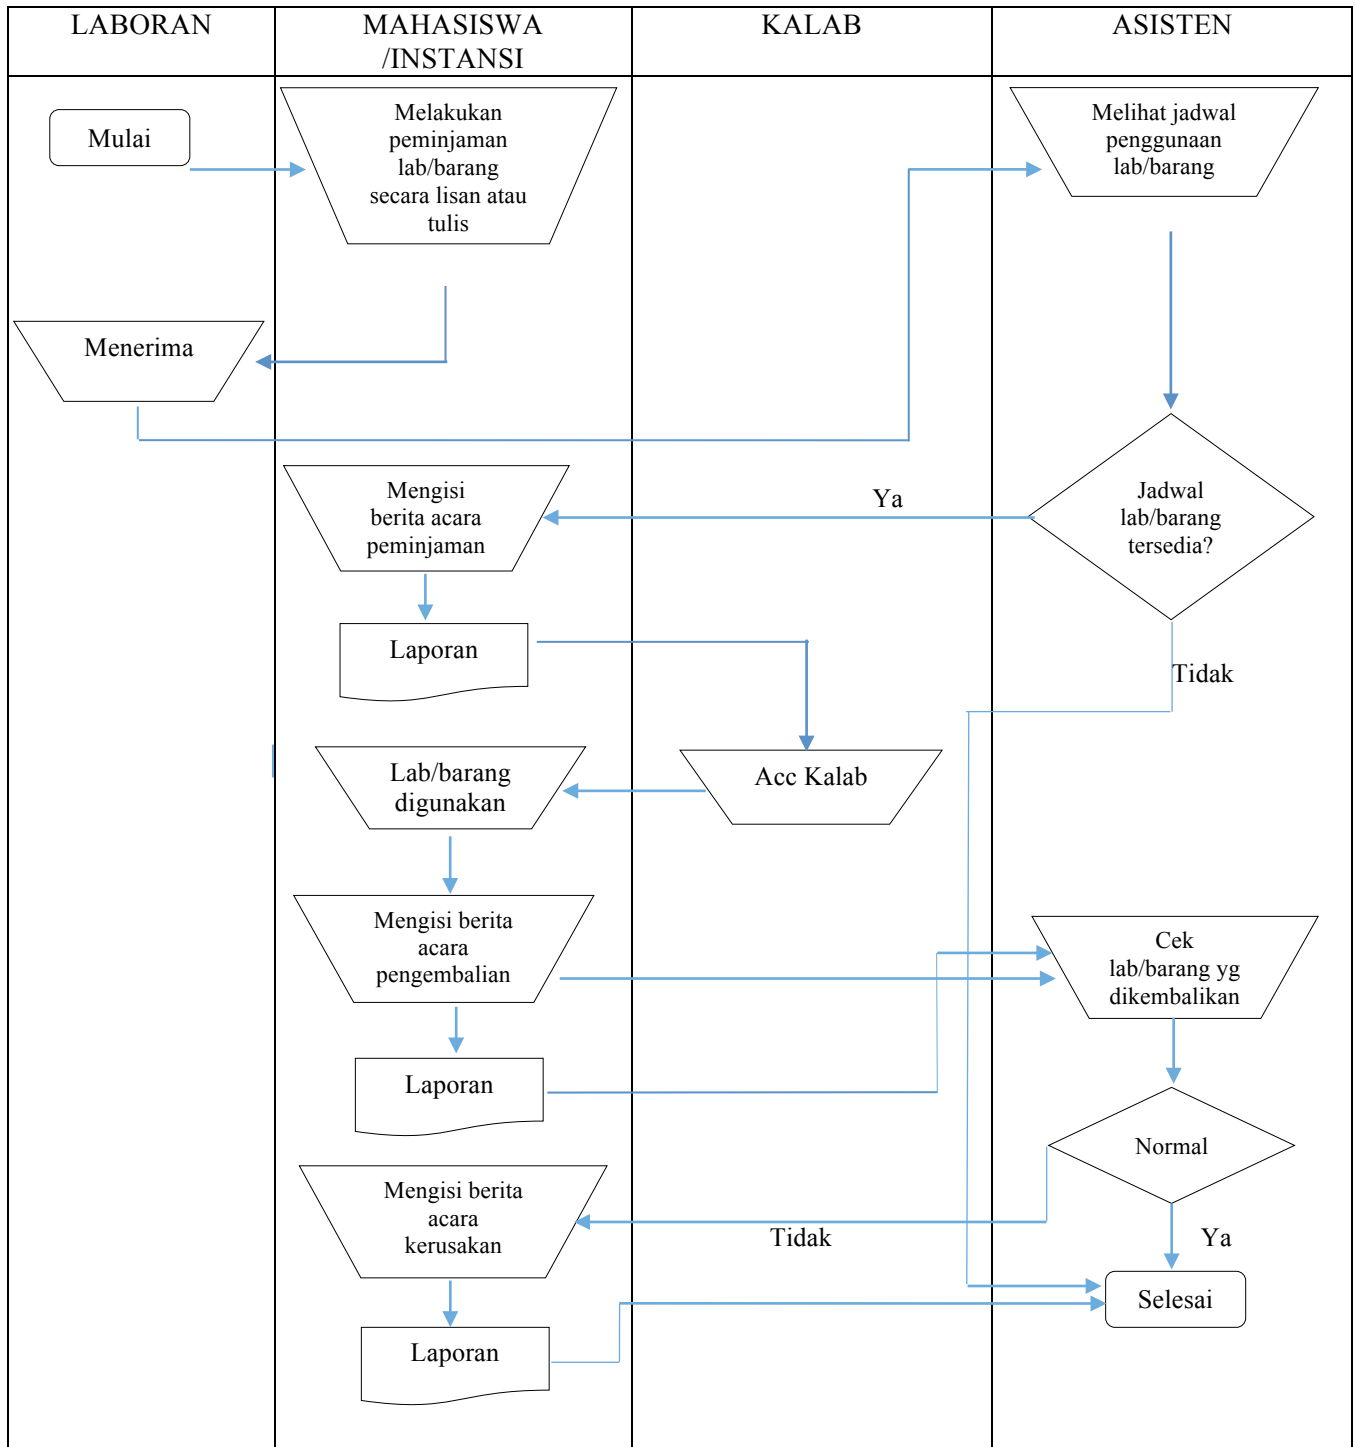 LABORAN
MAHASISWA
/INSTANSI
KALAB
ASISTEN
Mulai
Melakukan
peminjaman
lab/barang
secara lisan atau
tulis
Melihat jadwal
penggunaan
lab/barang
Menerima
Mengisi
berita acara
peminjaman
Ya
Jadwal
lab/barang
tersedia?
Laporan
Tidak
Lab/barang
digunakan
Acc Kalab
Mengisi berita
acara
pengembalian
Cek
lab/barang yg
dikembalikan
Laporan
Normal
Mengisi berita
acara
kerusakan
Tidak
Ya
Selesai
Laporan